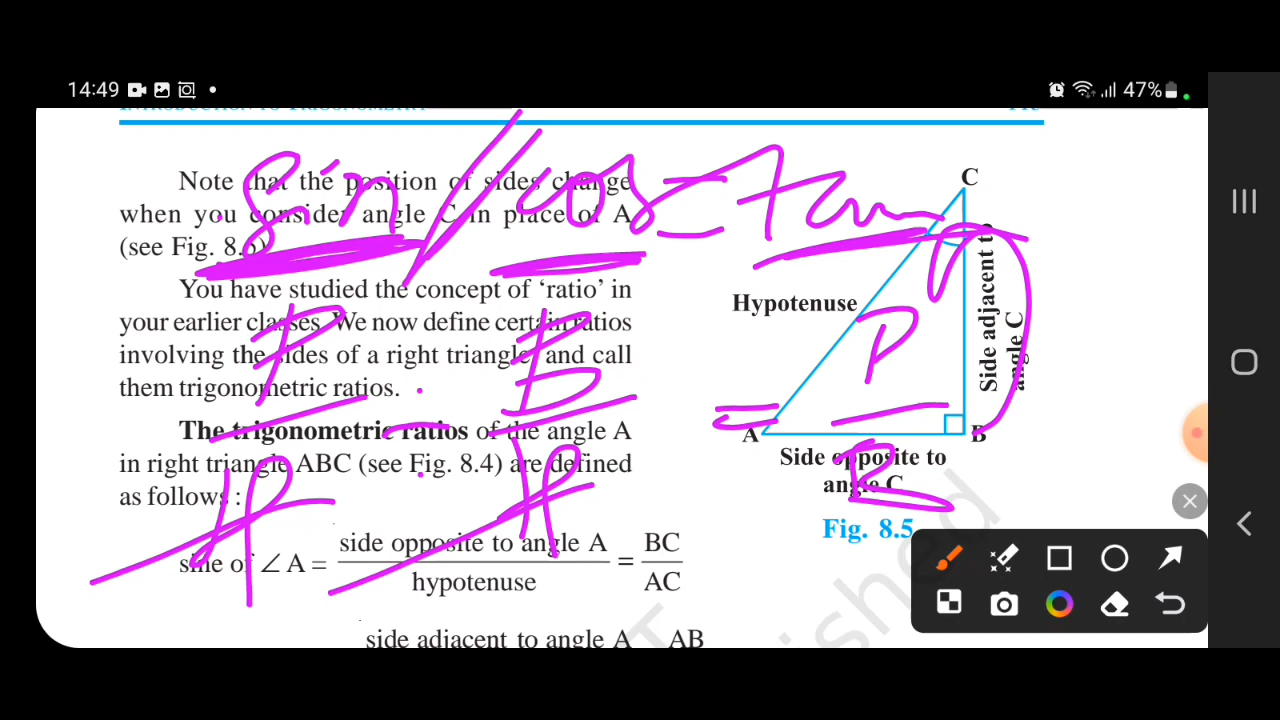 14:49 47%
INTRODUCTION TO TRIGONOMETRY
sin/cos = tan
Note that the position of sides change
when you consider angle C in place of A
(see Fig. 8.5)
You have studied the concept of ‘ratio’ in
your earlier classes. We now define certain ratios
involving the sides of a right triangle, and call
them trigonometric ratios.
The trigonometric ratios of the angle A
in right triangle ABC (see Fig. 8.4) are defined
as follows :
sine of ∠ A = side opposite to angle A / hypotenuse = BC / AC
side adjacent to angle A AB
P / H ÷ B / H = P / B
C
Hypotenuse
Side adjacent to
angle C
A
B
Side opposite to
angle C
Fig. 8.5
ished